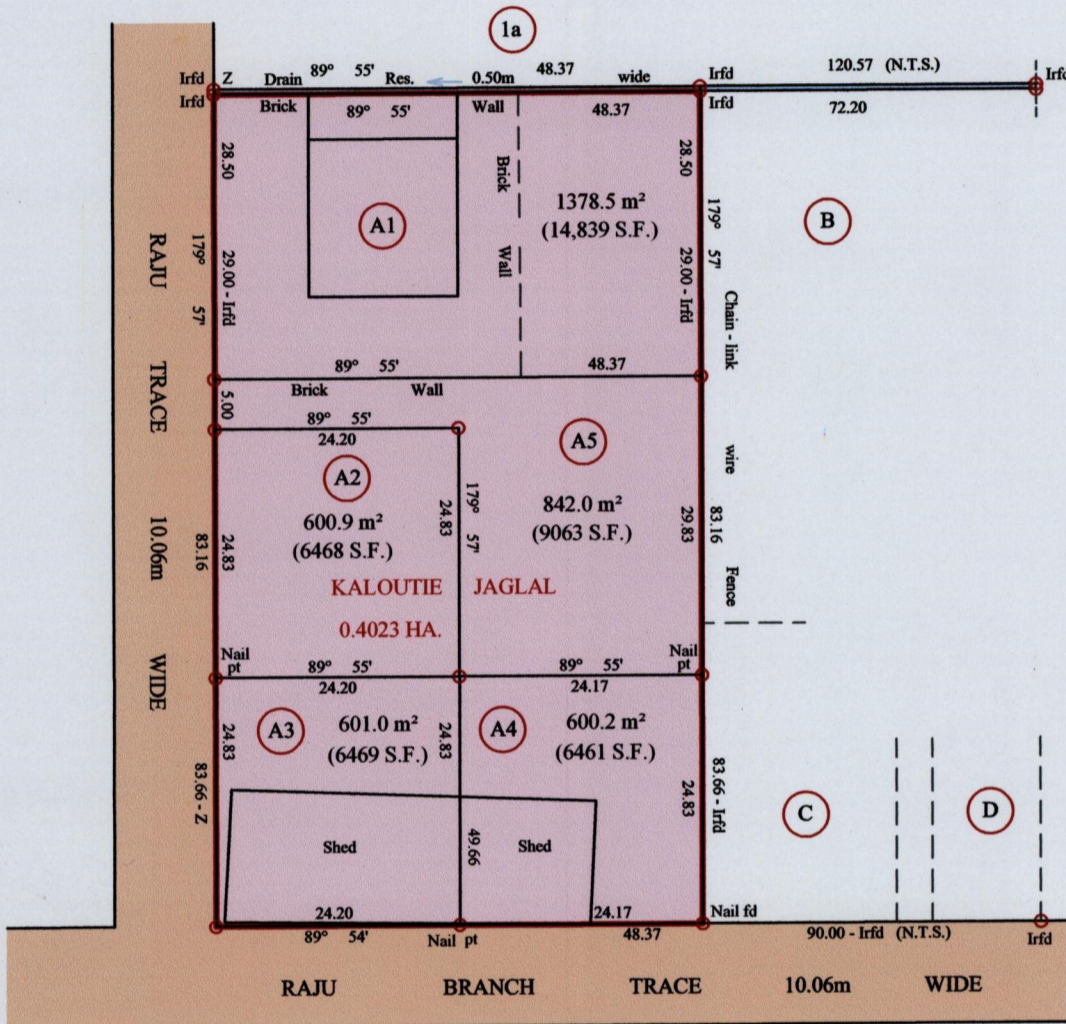 1a
Irfd Z Drain 89° 55' Res. 0.50m 48.37 wide Irfd 120.57 (N.T.S.) Irfd
Irfd Brick 89° 55' Wall 48.37 Irfd 72.20
28.50
Brick Wall
28.50
1378.5 m²
(14,839 S.F.)
A1
B
179° 57'
29.00 - Irfd
29.00 - Irfd
179° 57'
Chain - link wire Fence
89° 55' 48.37
Brick Wall
5.00
89° 55'
24.20
A2
A5
600.9 m²
(6468 S.F.)
179° 57'
24.83
842.0 m²
(9063 S.F.)
83.16
24.83
29.83
83.16
KALOUTIE JAGLAL
0.4023 HA.
RAJU TRACE 10.06m WIDE
Nail pt
89° 55'
24.20
89° 55'
24.17
Nail pt
A3
601.0 m²
(6469 S.F.)
24.83
24.83
A4
600.2 m²
(6461 S.F.)
24.83
83.66 - Z
83.66 - Irfd
C
D
Shed
49.66
Shed
24.20
24.17
Nail fd
89° 54'
Nail pt
48.37
90.00 - Irfd (N.T.S.)
Irfd
RAJU BRANCH TRACE 10.06m WIDE